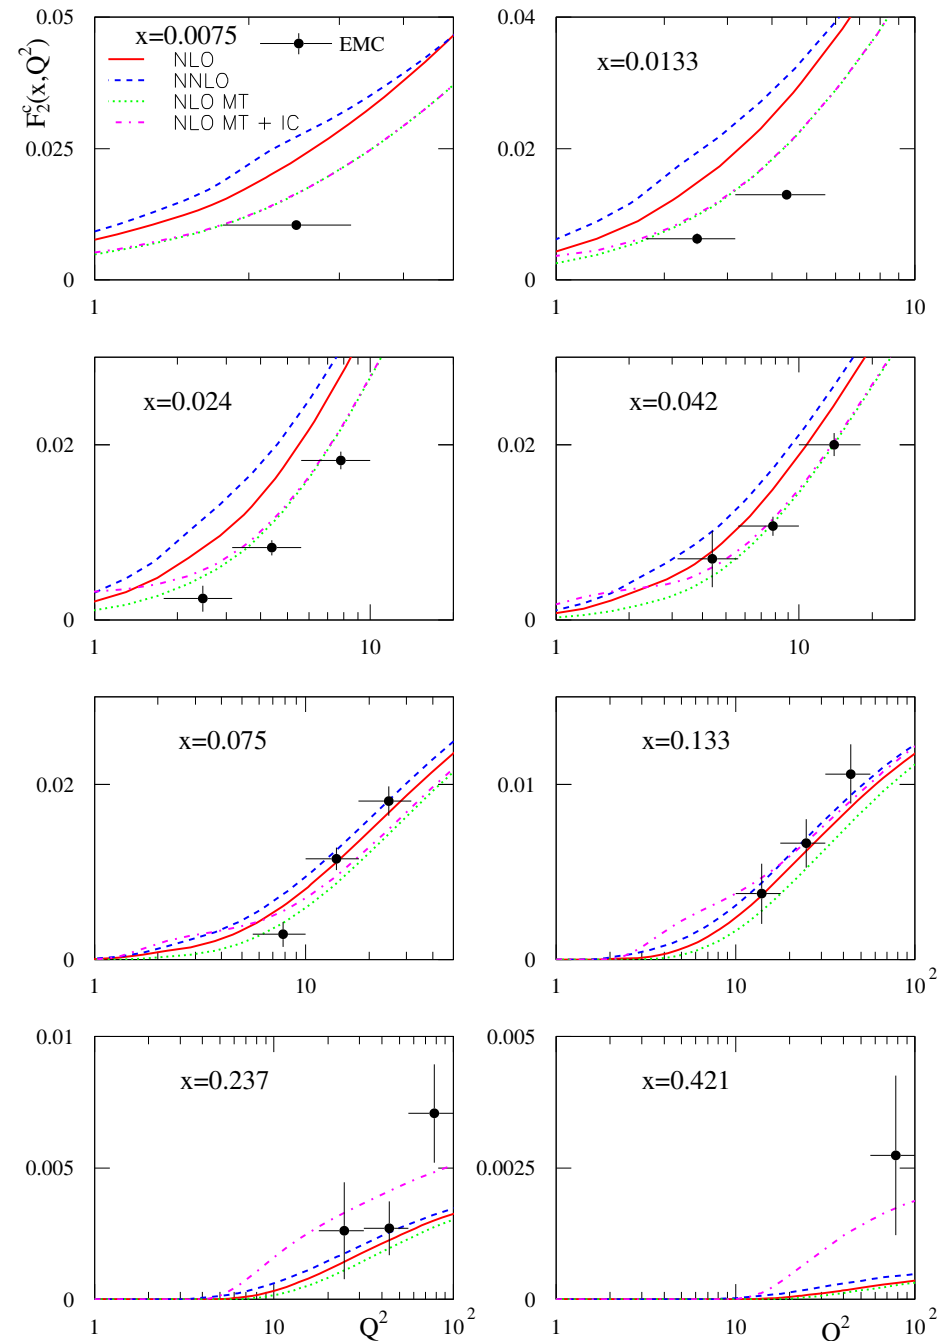 0.05
F₂ᶜ(x,Q²)
x=0.0075
EMC
NLO
NNLO
NLO MT
NLO MT + IC
0.025
0
1
0.04
x=0.0133
0.02
0
1 10
x=0.024
0.02
0
1 10
x=0.042
0.02
0
1 10
x=0.075
0.02
0
1 10
x=0.133
0.01
0
1 10 10²
0.01
x=0.237
0.005
0
1 10 Q² 10²
0.005
x=0.421
0.0025
0
1 10 Q² 10²